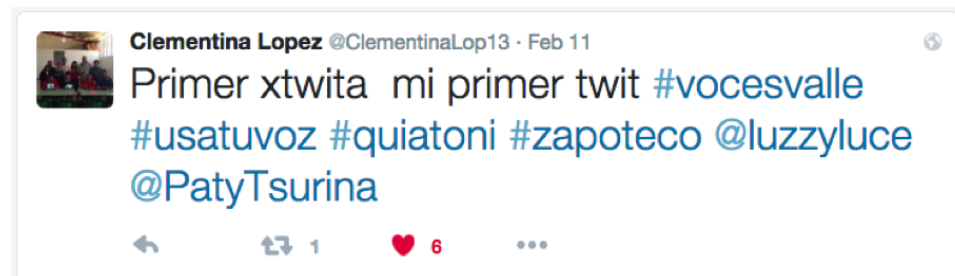 Clementina Lopez @ClementinaLop13 · Feb 11
Primer xtwita mi primer twit #vocesvalle
#usatuvoz #quiatoni #zapoteco @luzzyluce
@PatyTsurina
1 6